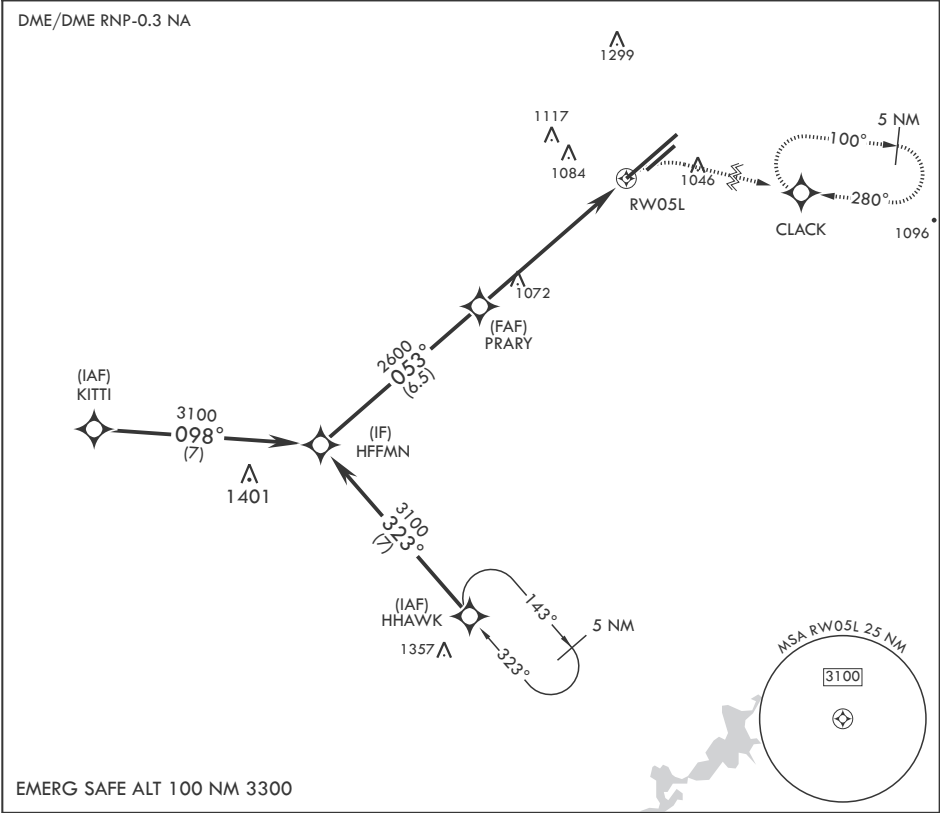 DME/DME RNP-0.3 NA
1299
1117
1084
5 NM
100°
1046
RW05L
280°
CLACK
1096
1072
(FAF)
PRARY
2600
053°
(6.5)
(IAF)
KITTI
3100
098°
(7)
(IF)
HFFMN
1401
3100
323°
(7)
(IAF)
HHAWK
143°
5 NM
323°
1357
MSA RW05L 25 NM
3100
EMERG SAFE ALT 100 NM 3300